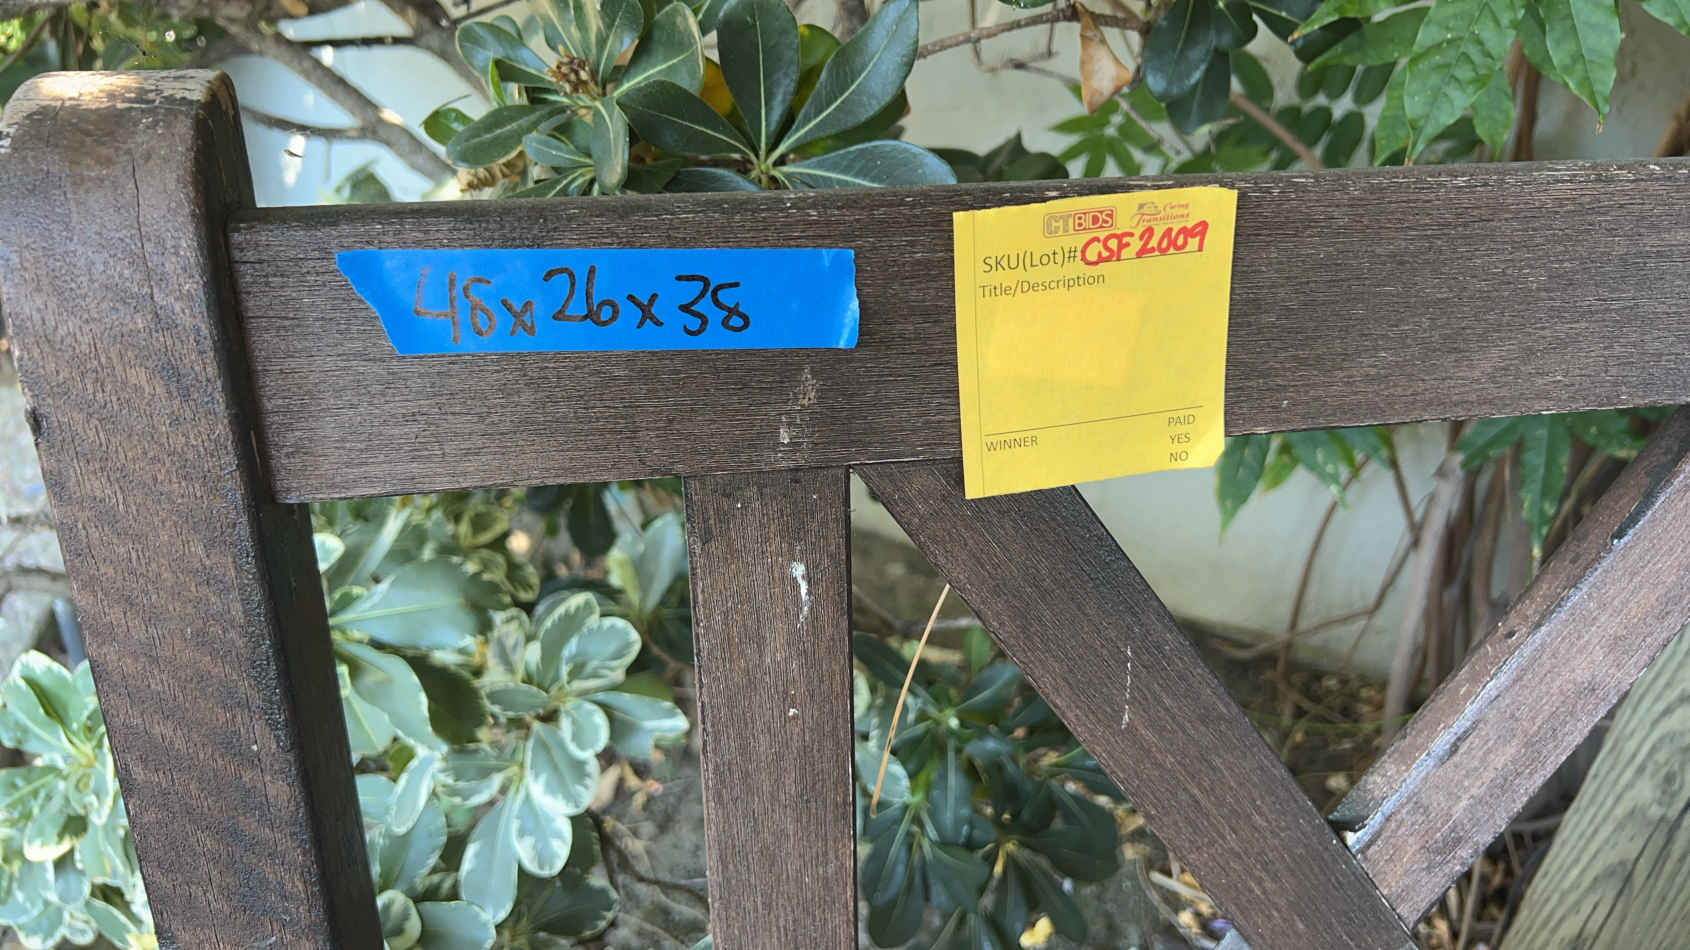 48x26x38
CTBIDS
Caring
Transitions
SKU(Lot)# CSF2009
Title/Description
WINNER
PAID
YES
NO